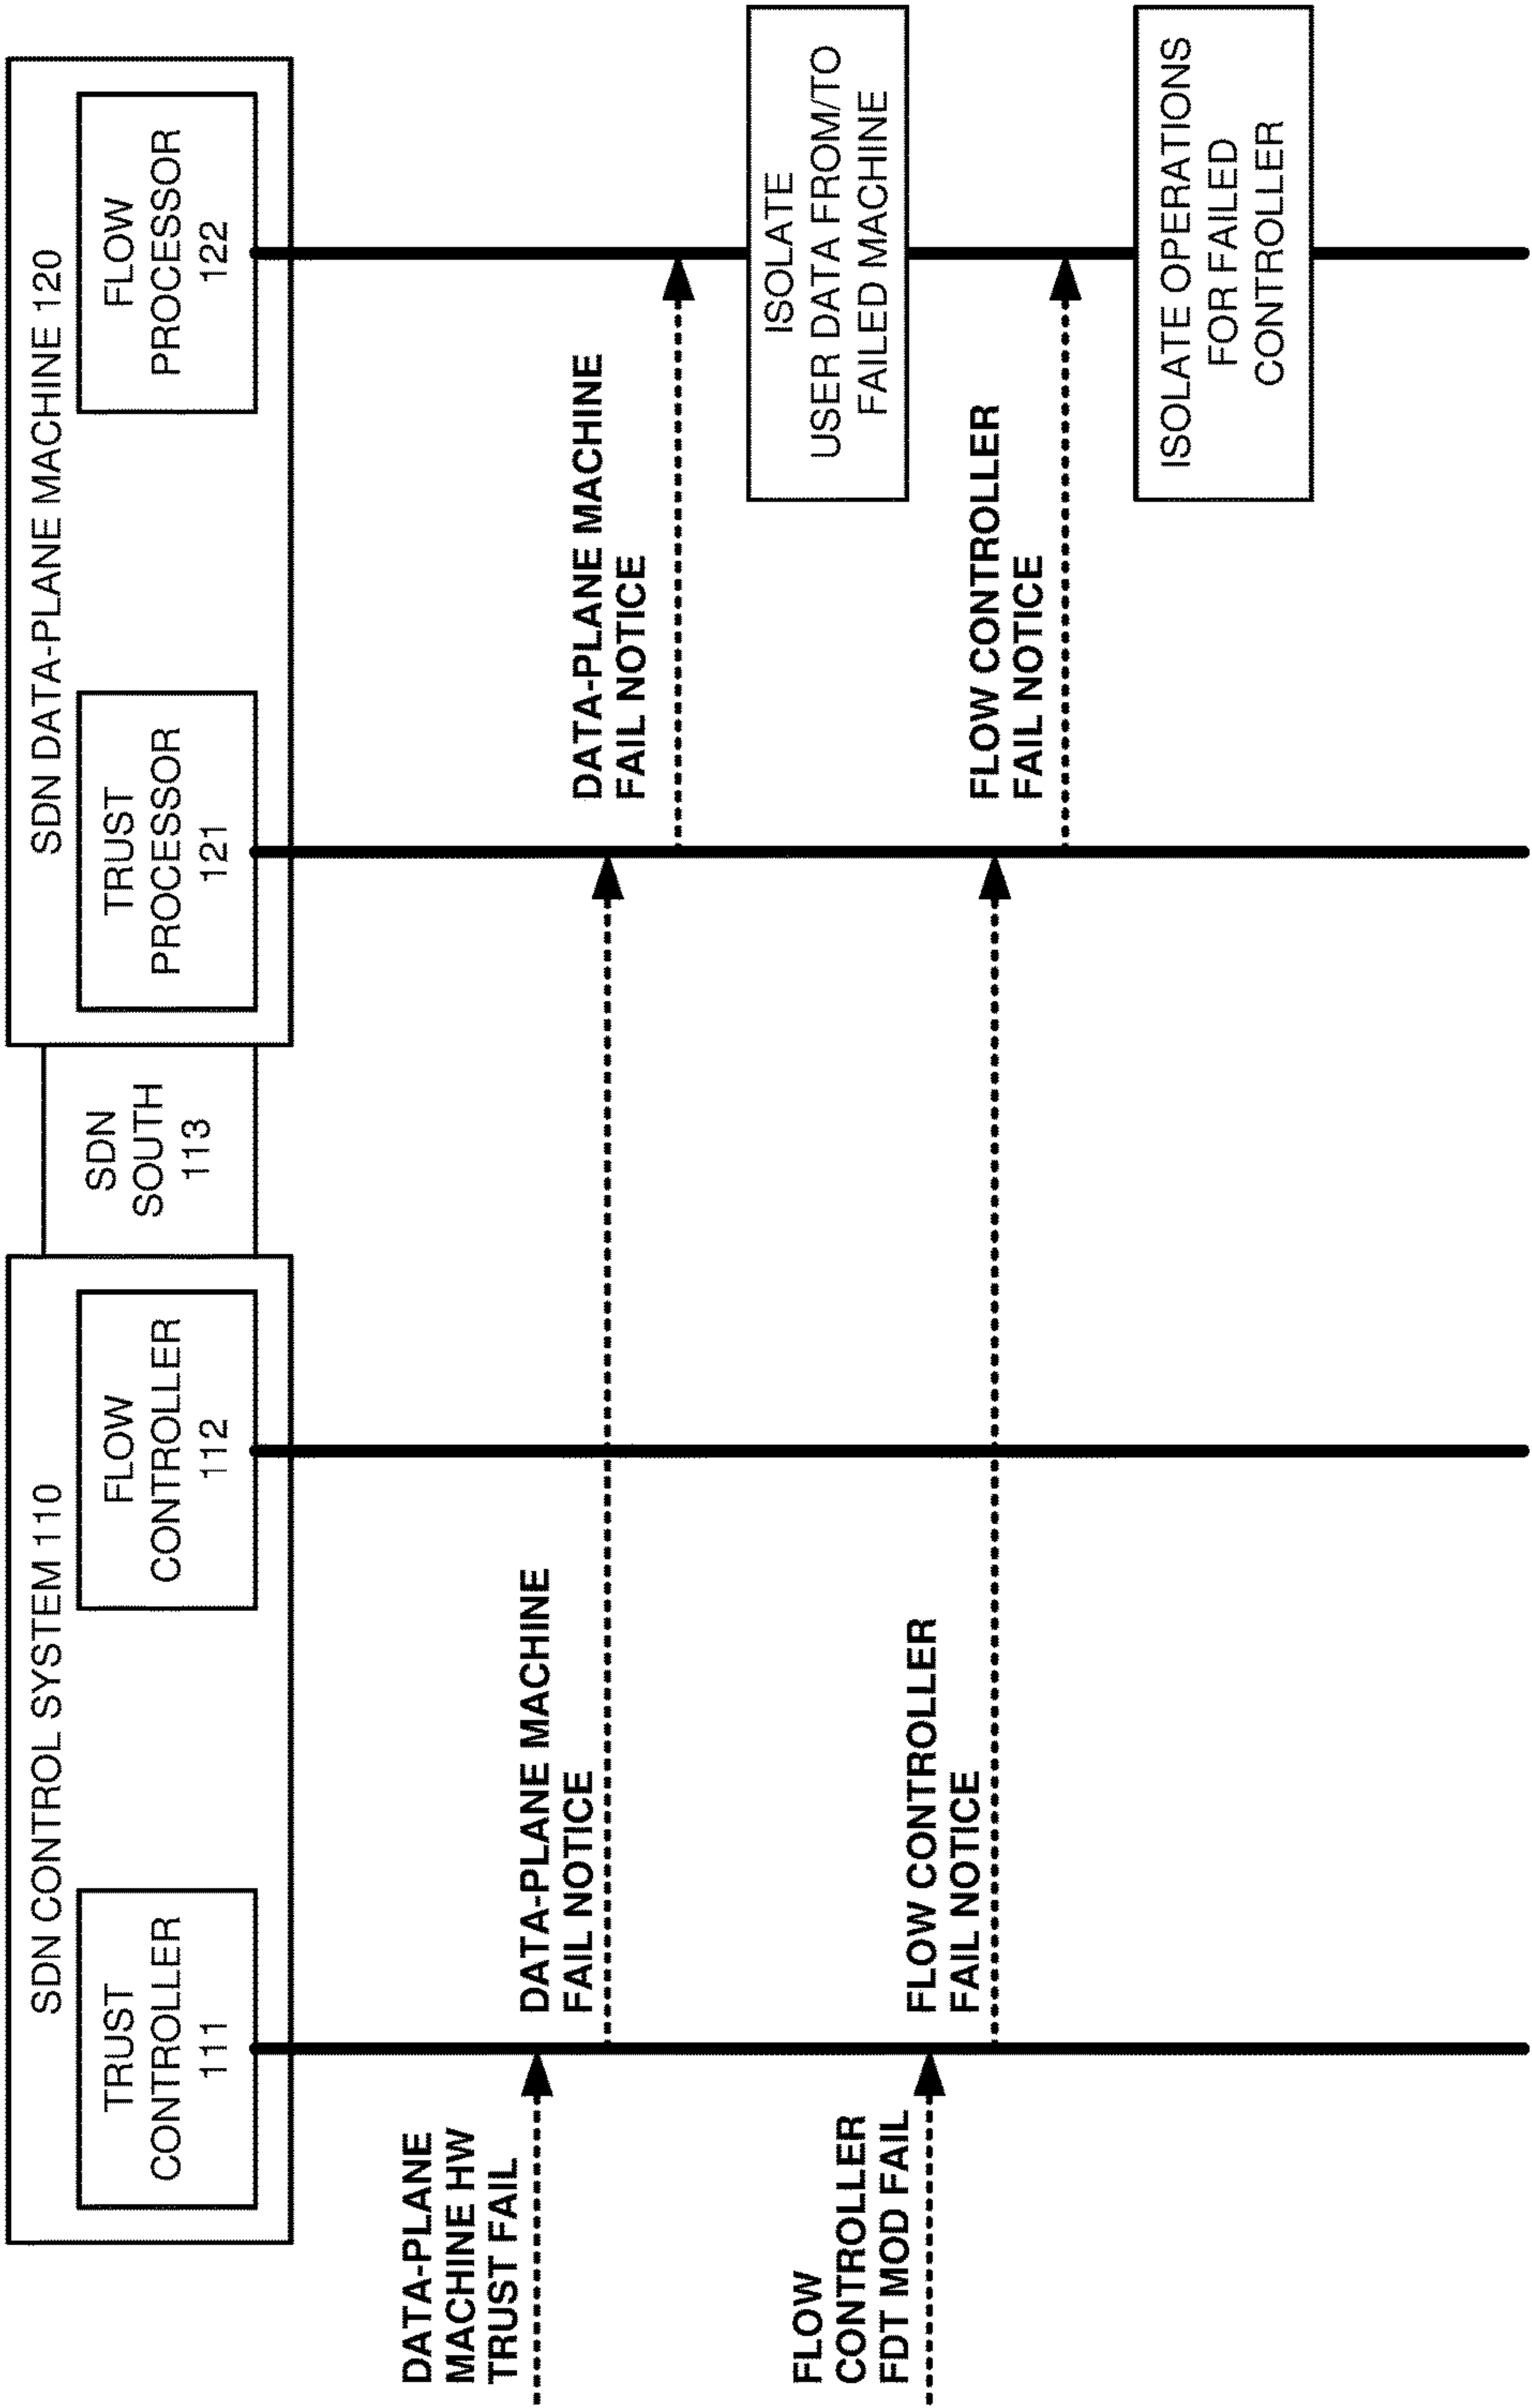 SDN CONTROL SYSTEM 110
TRUST
CONTROLLER
111
FLOW
CONTROLLER
112
SDN
SOUTH
113
SDN DATA-PLANE MACHINE 120
TRUST
PROCESSOR
121
FLOW
PROCESSOR
122
DATA-PLANE
MACHINE HW
TRUST FAIL
DATA-PLANE MACHINE
FAIL NOTICE
DATA-PLANE MACHINE
FAIL NOTICE
ISOLATE
USER DATA FROM/TO
FAILED MACHINE
FLOW
CONTROLLER
FDT MOD FAIL
FLOW CONTROLLER
FAIL NOTICE
FLOW CONTROLLER
FAIL NOTICE
ISOLATE OPERATIONS
FOR FAILED
CONTROLLER